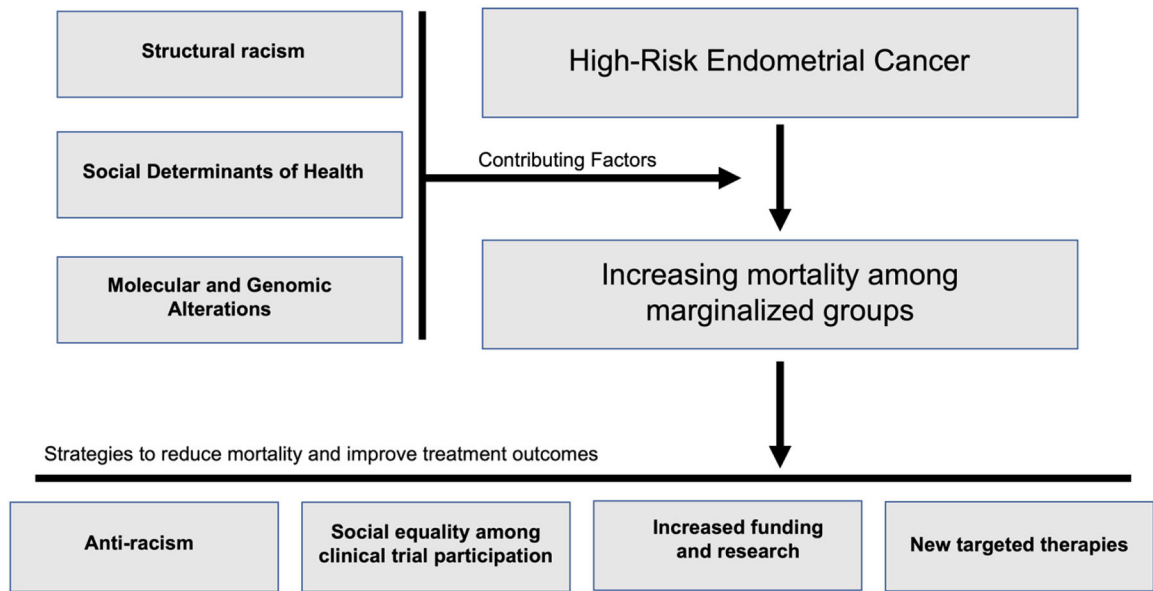 Structural racism
High-Risk Endometrial Cancer
Social Determinants of Health
Contributing Factors
Molecular and Genomic
Alterations
Increasing mortality among
marginalized groups
Strategies to reduce mortality and improve treatment outcomes
Anti-racism
Social equality among
clinical trial participation
Increased funding
and research
New targeted therapies